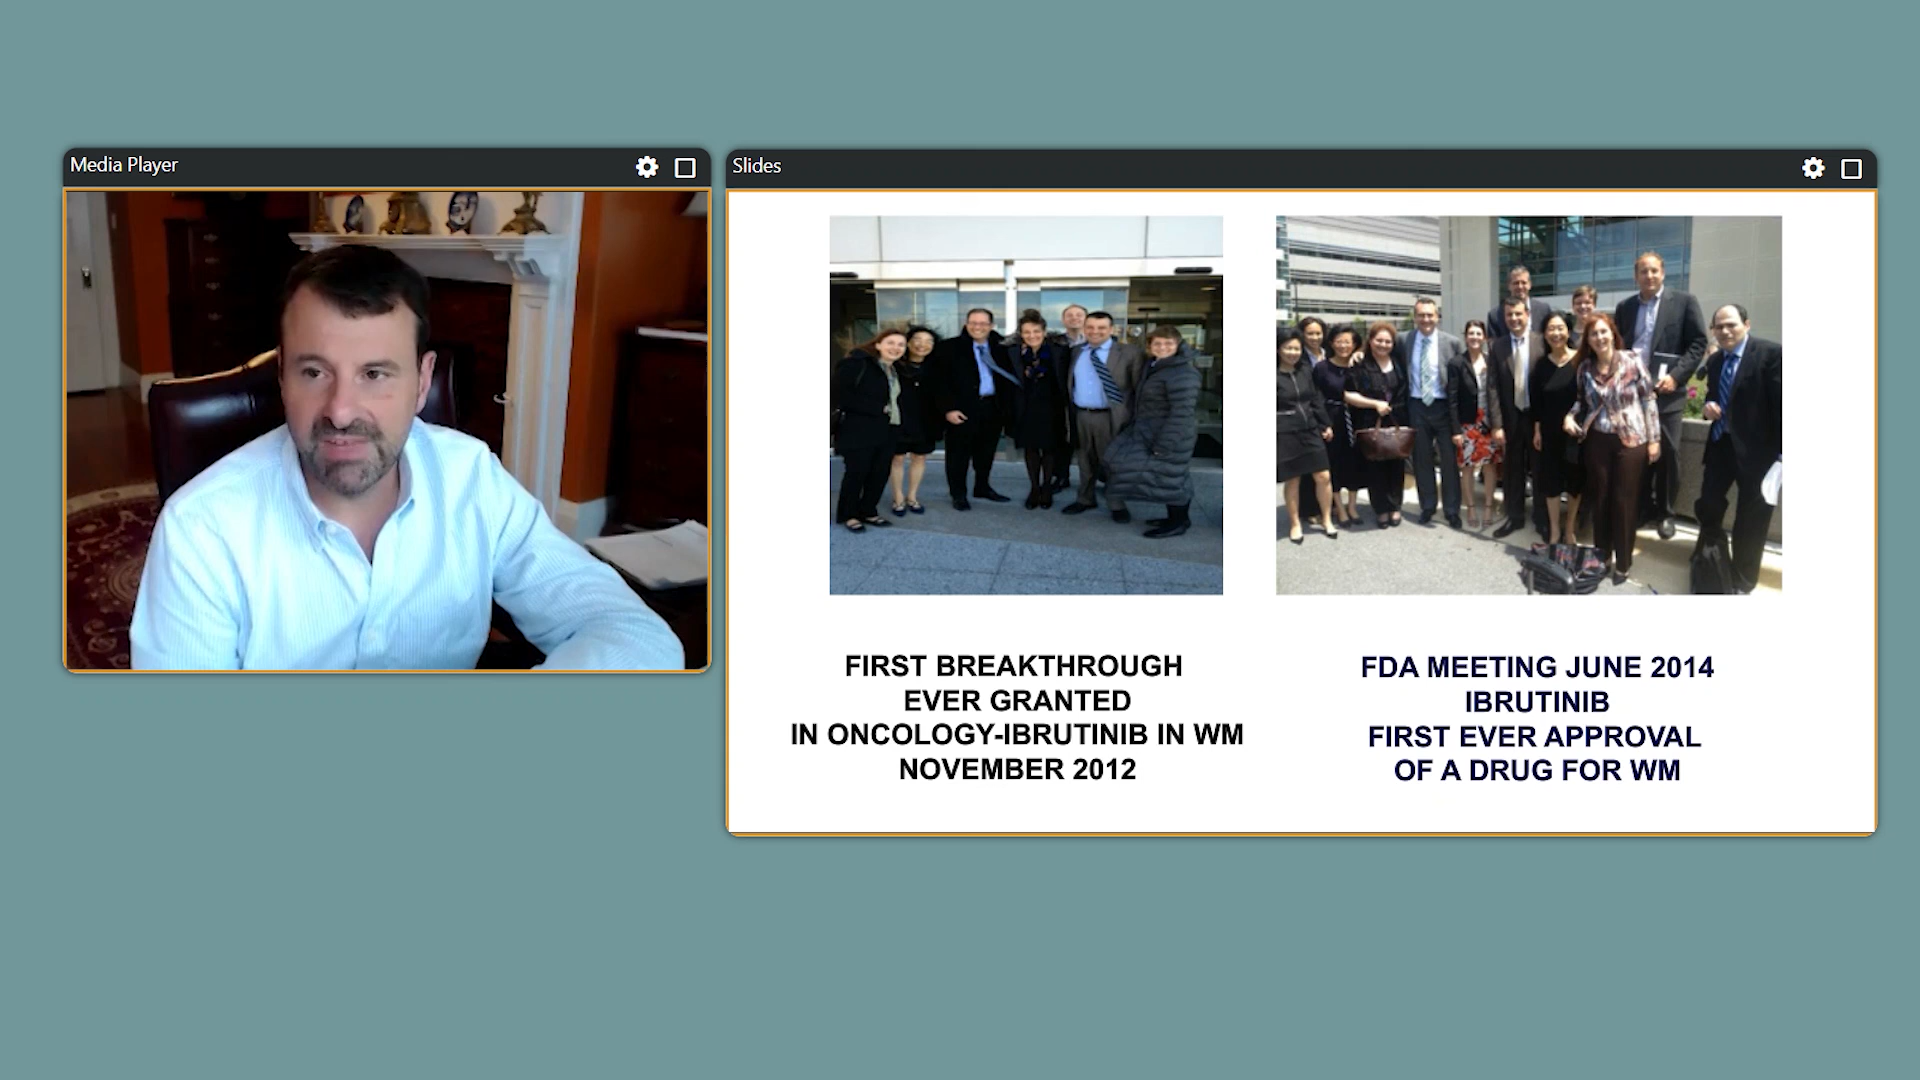 Media Player
Slides
FIRST BREAKTHROUGH
EVER GRANTED
IN ONCOLOGY-IBRUTINIB IN WM
NOVEMBER 2012
FDA MEETING JUNE 2014
IBRUTINIB
FIRST EVER APPROVAL
OF A DRUG FOR WM